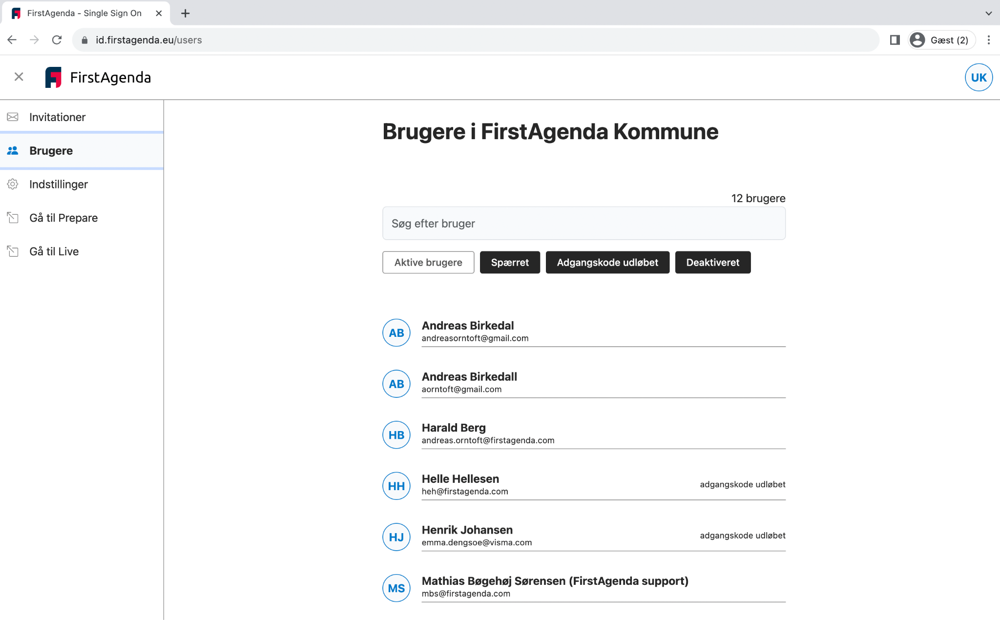 FirstAgenda - Single Sign On
id.firstagenda.eu/users
Gæst (2)
FirstAgenda
UK
Invitationer
Brugere
Indstillinger
Gå til Prepare
Gå til Live
Brugere i FirstAgenda Kommune
12 brugere
Søg efter bruger
Aktive brugere
Spærret
Adgangskode udløbet
Deaktiveret
AB
Andreas Birkedal
andreasorntoft@gmail.com
AB
Andreas Birkedall
aorntoft@gmail.com
HB
Harald Berg
andreas.orntoft@firstagenda.com
HH
Helle Hellesen
heh@firstagenda.com
adgangskode udløbet
HJ
Henrik Johansen
emma.dengsoe@visma.com
adgangskode udløbet
MS
Mathias Bøgehøj Sørensen (FirstAgenda support)
mbs@firstagenda.com